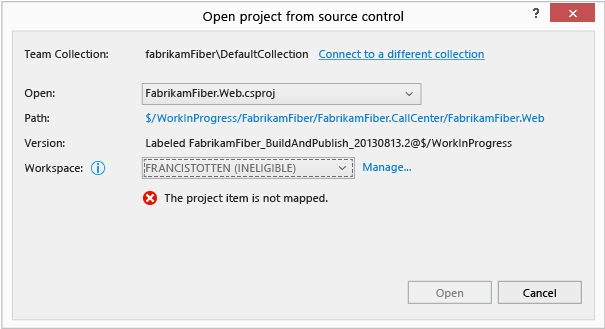 Open project from source control
?
Team Collection: fabrikamFiber\DefaultCollection Connect to a different collection
Open: FabrikamFiber.Web.csproj
Path: $/WorkInProgress/FabrikamFiber/FabrikamFiber.CallCenter/FabrikamFiber.Web
Version: Labeled FabrikamFiber_BuildAndPublish_20130813.2@$/WorkInProgress
Workspace: FRANCISTOTTEN (INELIGIBLE) Manage...
The project item is not mapped.
Open Cancel